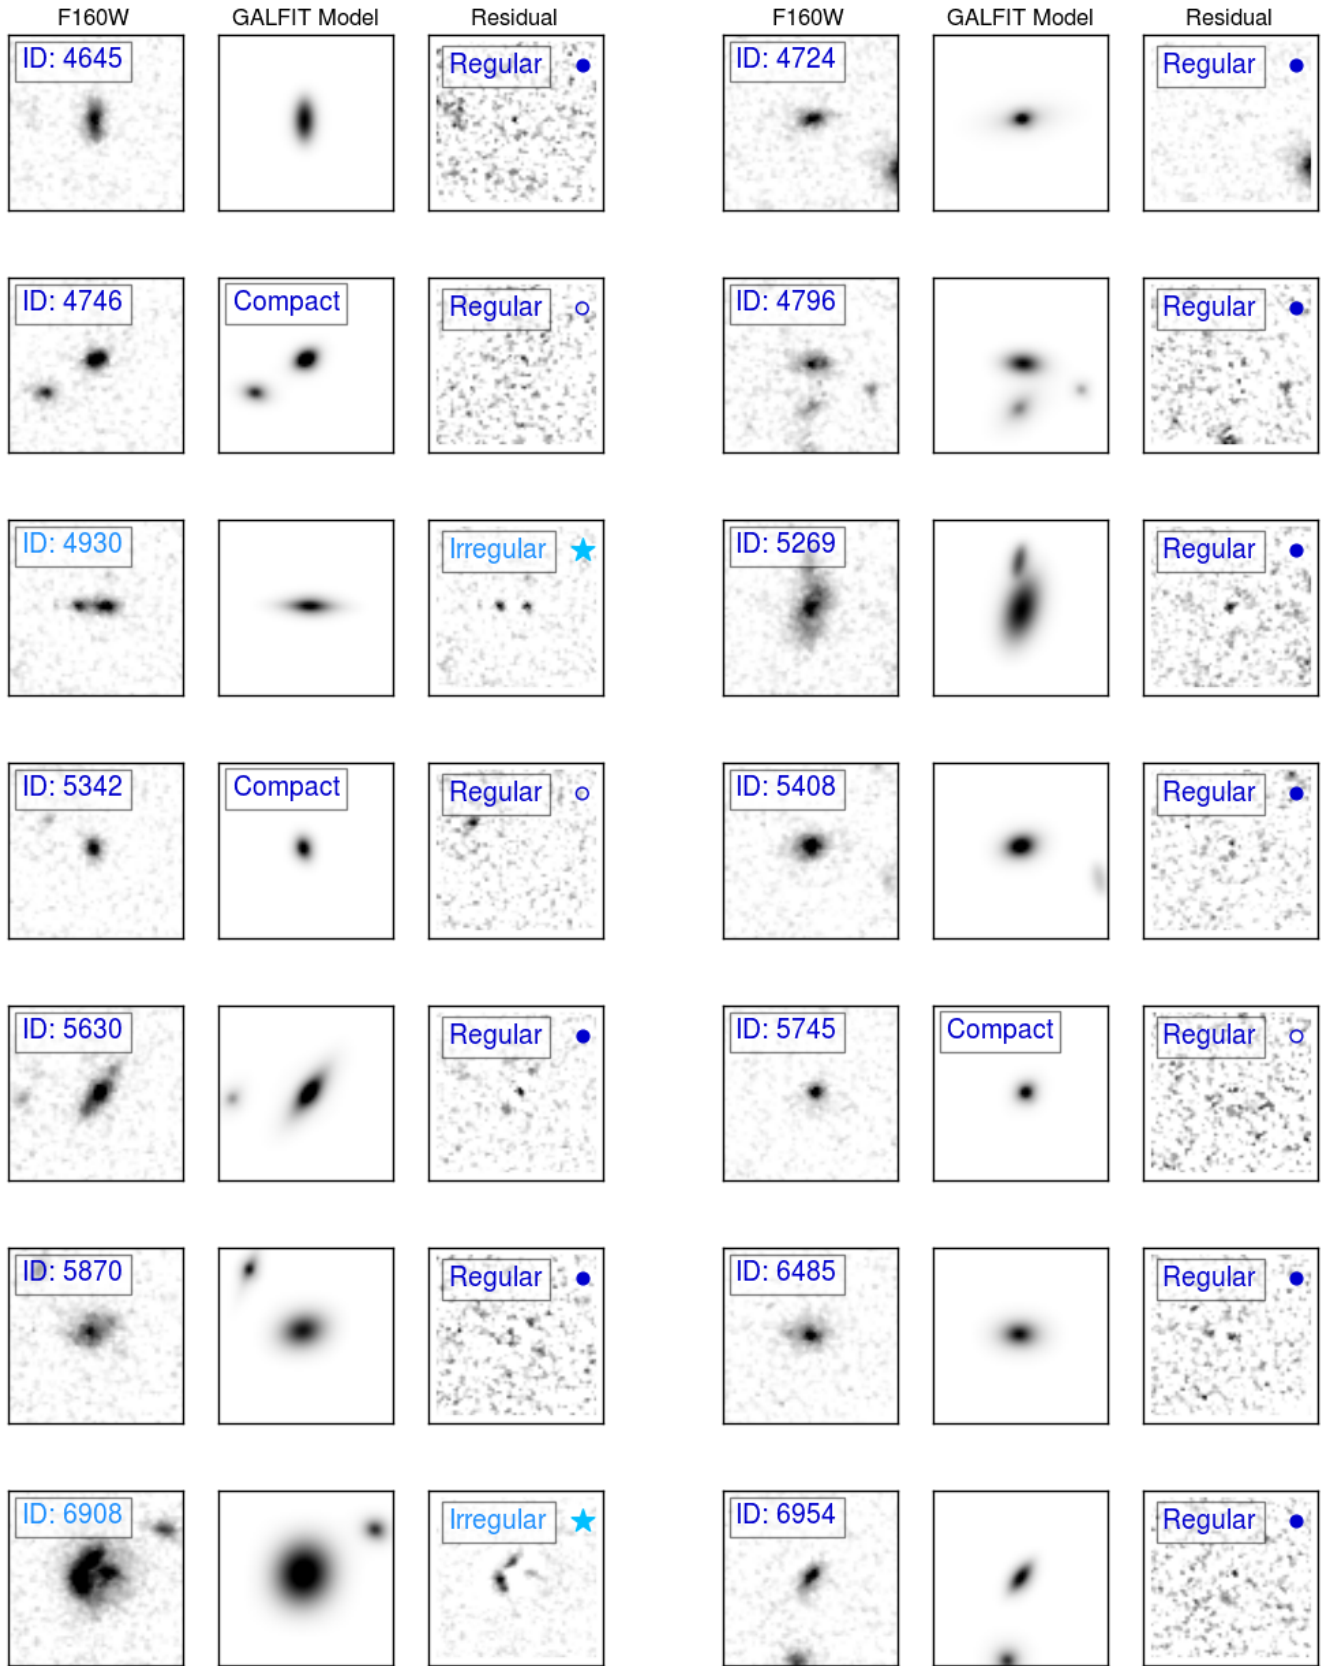 F160W GALFIT Model Residual F160W GALFIT Model Residual
ID: 4645 Regular ID: 4724 Regular
ID: 4746 Compact Regular ID: 4796 Regular
ID: 4930 Irregular ID: 5269 Regular
ID: 5342 Compact Regular ID: 5408 Regular
ID: 5630 Regular ID: 5745 Compact Regular
ID: 5870 Regular ID: 6485 Regular
ID: 6908 Irregular ID: 6954 Regular